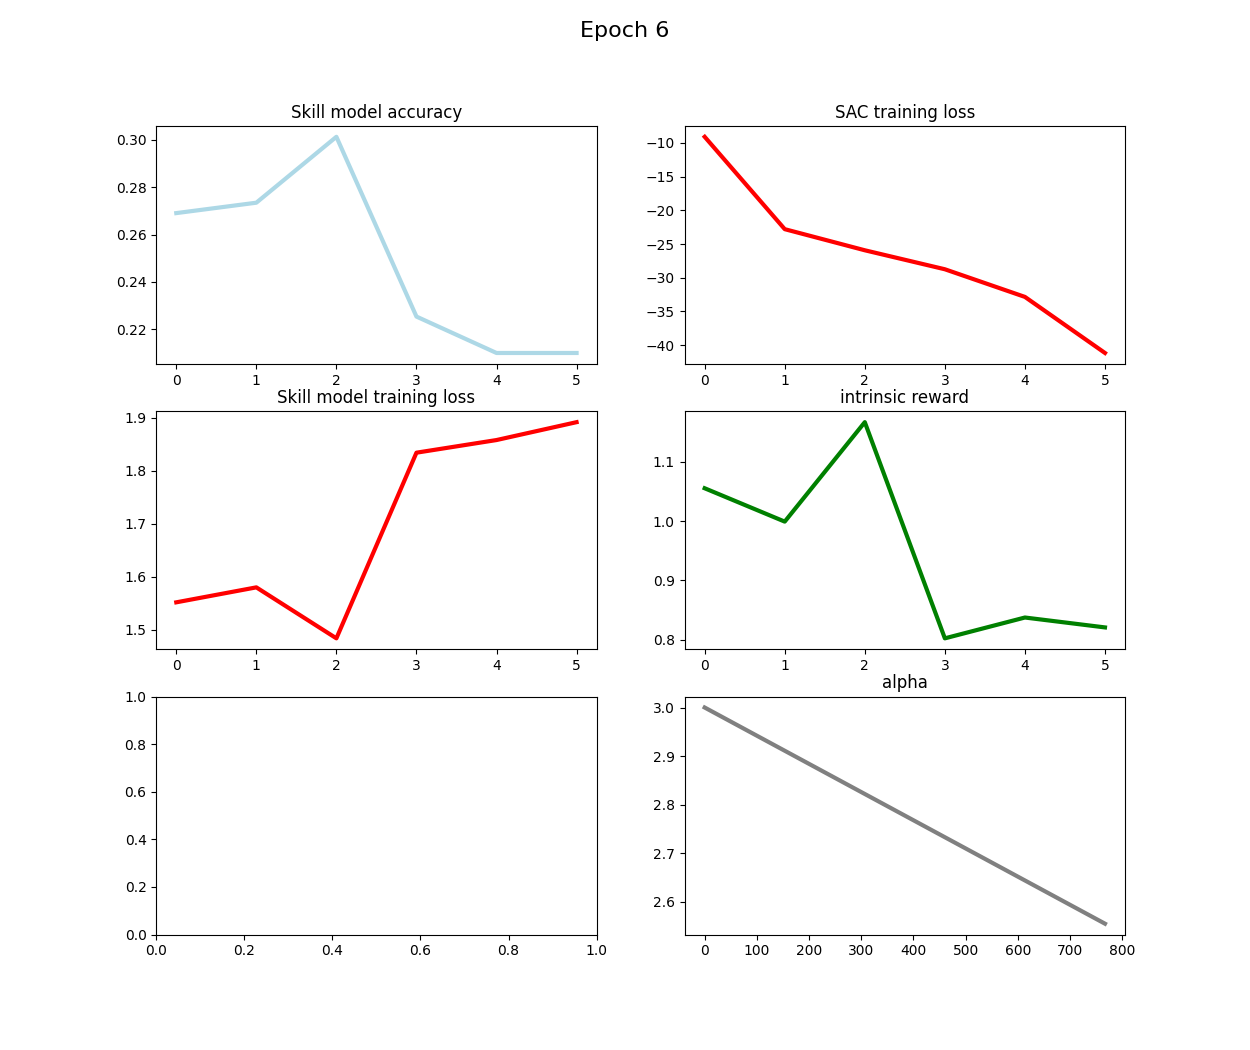 Epoch 6
Skill model accuracy
0.30
0.28
0.26
0.24
0.22
0 1 2 3 4 5
SAC training loss
−10
−15
−20
−25
−30
−35
−40
0 1 2 3 4 5
Skill model training loss
1.9
1.8
1.7
1.6
1.5
0 1 2 3 4 5
intrinsic reward
1.1
1.0
0.9
0.8
0 1 2 3 4 5
1.0
0.8
0.6
0.4
0.2
0.0
0.0 0.2 0.4 0.6 0.8 1.0
alpha
3.0
2.9
2.8
2.7
2.6
0 100 200 300 400 500 600 700 800